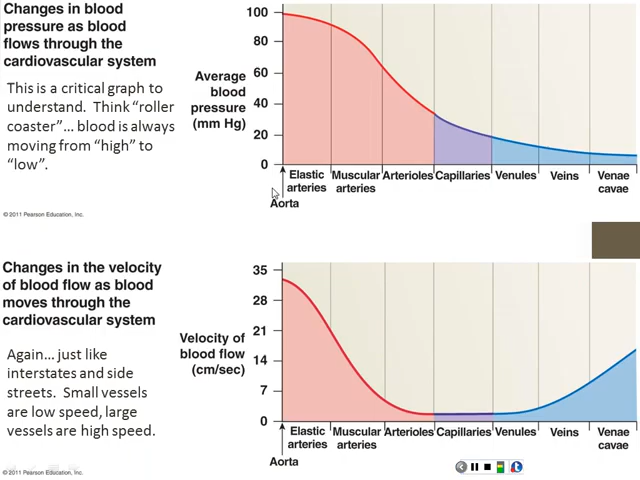 Changes in blood
pressure as blood
flows through the
cardiovascular system
This is a critical graph to
understand. Think “roller
coaster”... blood is always
moving from “high” to
“low”.
© 2011 Pearson Education, Inc.
Average
blood
pressure
(mm Hg)
100
80
60
40
20
0
Elastic
arteries
Muscular
arteries
Arterioles
Capillaries
Venules
Veins
Venae
cavae
Aorta
Changes in the velocity
of blood flow as blood
moves through the
cardiovascular system
Again... just like
interstates and side
streets. Small vessels
are low speed, large
vessels are high speed.
© 2011 Pearson Education, Inc.
Velocity of
blood flow
(cm/sec)
35
28
21
14
7
0
Elastic
arteries
Muscular
arteries
Arterioles
Capillaries
Venules
Veins
Venae
cavae
Aorta